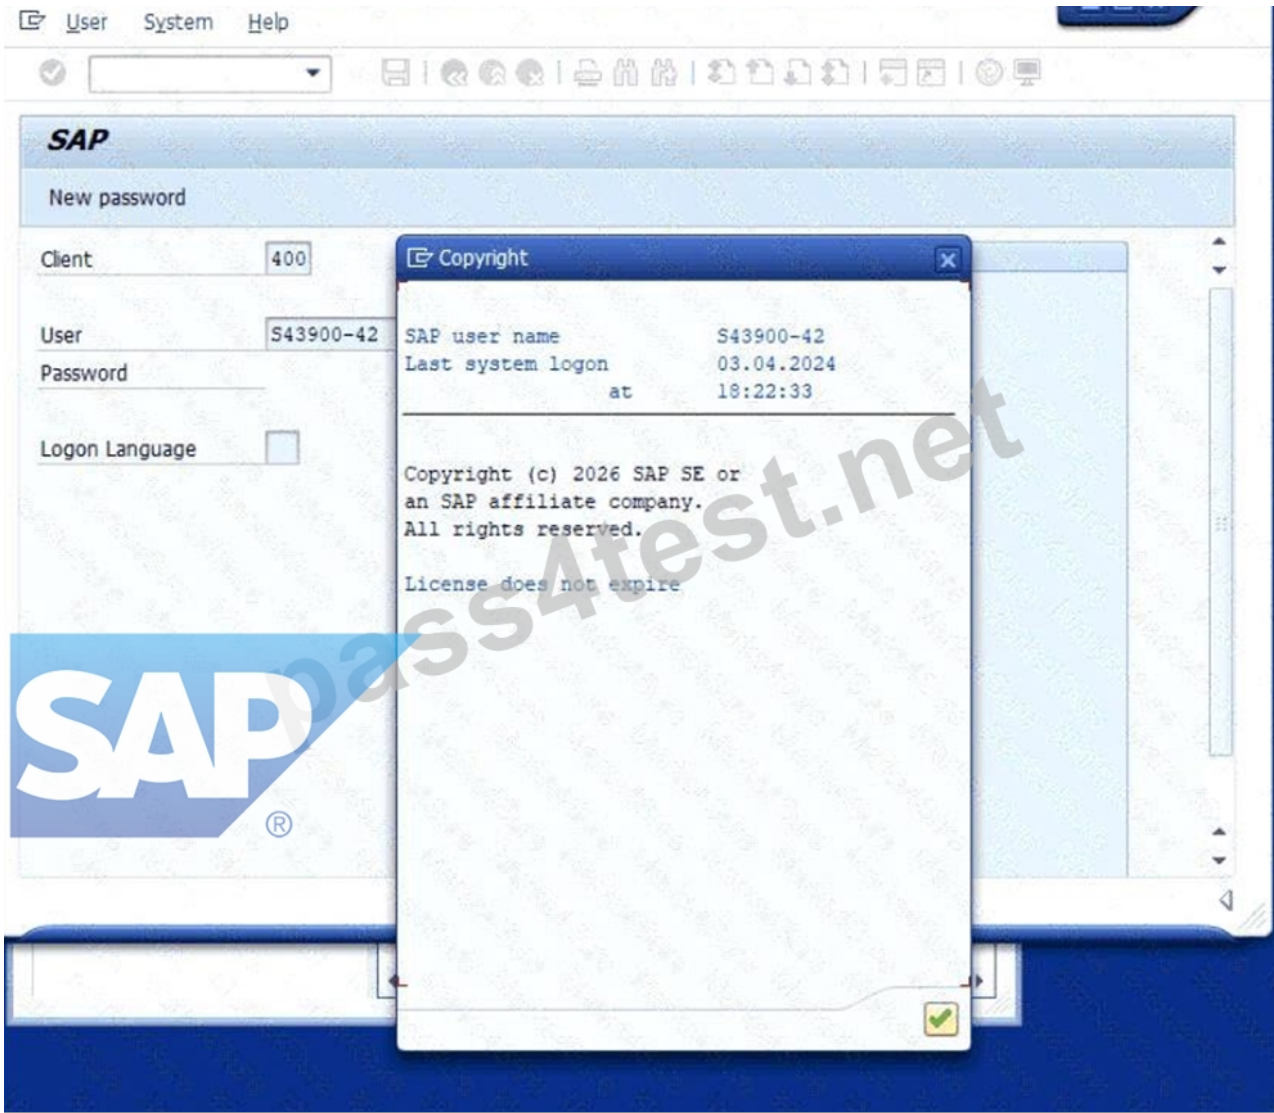 User System Help
SAP
New password
Client 400
User S43900-42
Password
Logon Language
Copyright
SAP user name S43900-42
Last system logon 03.04.2024
at 18:22:33
Copyright (c) 2026 SAP SE or
an SAP affiliate company.
All rights reserved.
License does not expire
pass4test.net
SAP
®